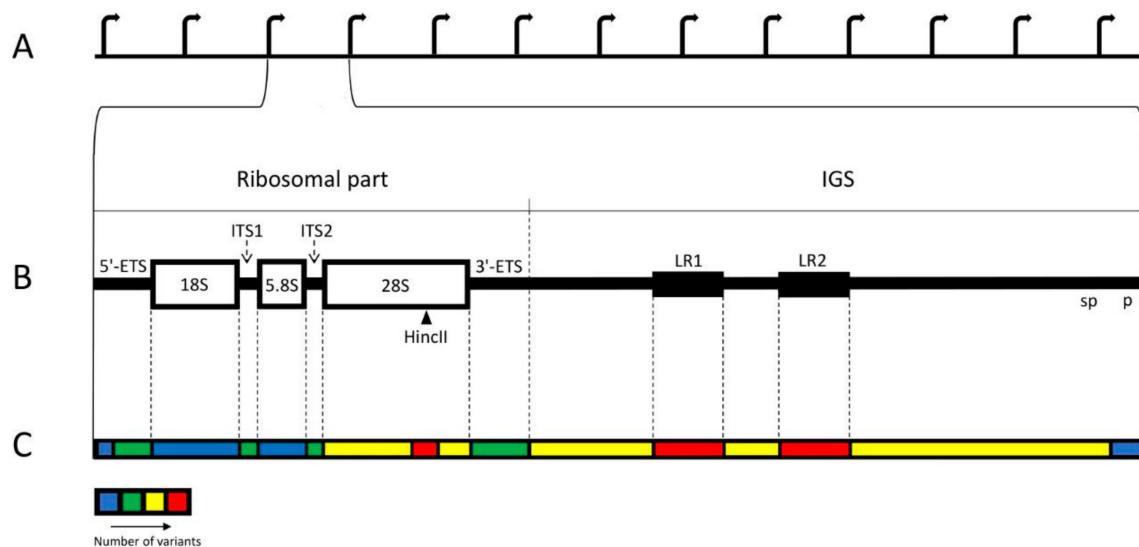 A
Ribosomal part IGS
ITS1 ITS2
5'-ETS 3'-ETS LR1 LR2
B 18S 5.8S 28S
sp p
HincII
C
Number of variants